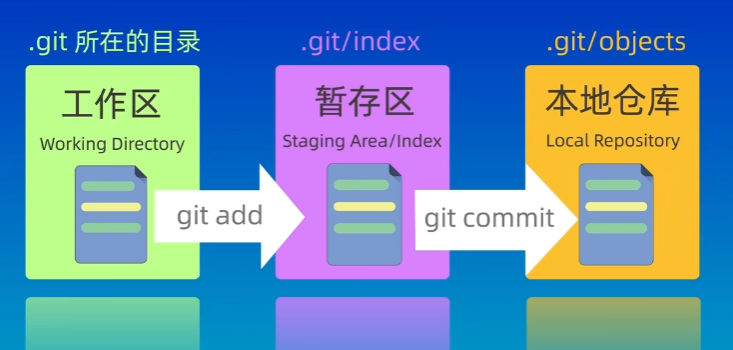 .git 所在的目录
.git/index
.git/objects
工作区
Working Directory
暂存区
Staging Area/Index
本地仓库
Local Repository
git add
git commit